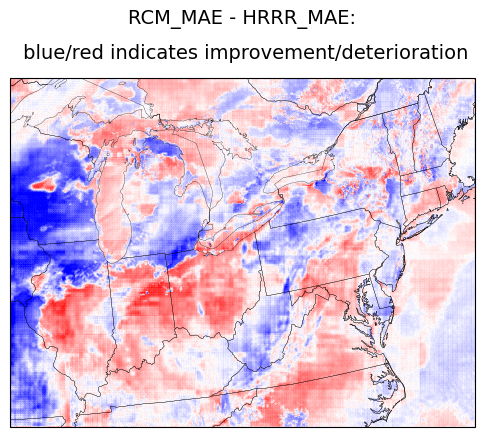 RCM_MAE - HRRR_MAE:
blue/red indicates improvement/deterioration